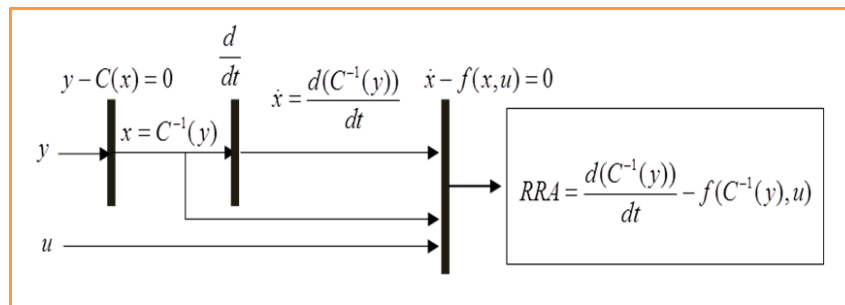 y − C(x) = 0
d/dt
ẋ = d(C⁻¹(y))/dt
ẋ − f(x,u) = 0
x = C⁻¹(y)
y
RRA = d(C⁻¹(y))/dt − f(C⁻¹(y),u)
u